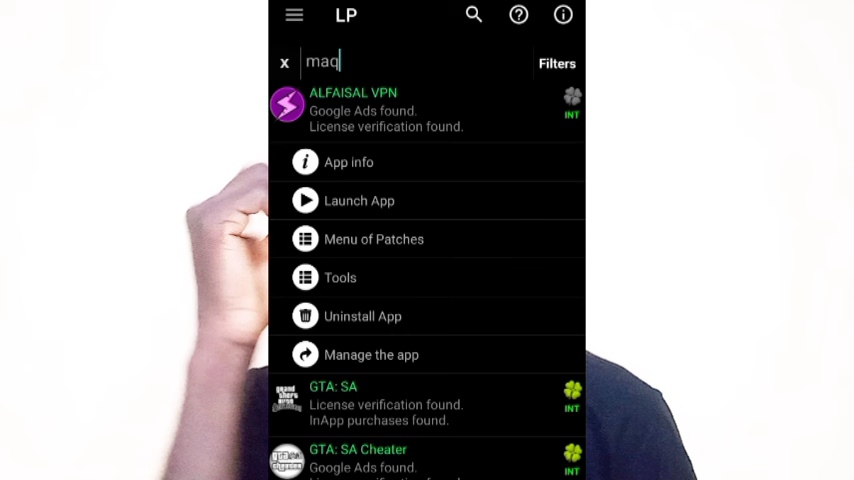 LP
x maq Filters
ALFAISAL VPN
Google Ads found.
License verification found.
INT
App info
Launch App
Menu of Patches
Tools
Uninstall App
Manage the app
GTA: SA
License verification found.
InApp purchases found.
INT
GTA: SA Cheater
Google Ads found.
INT